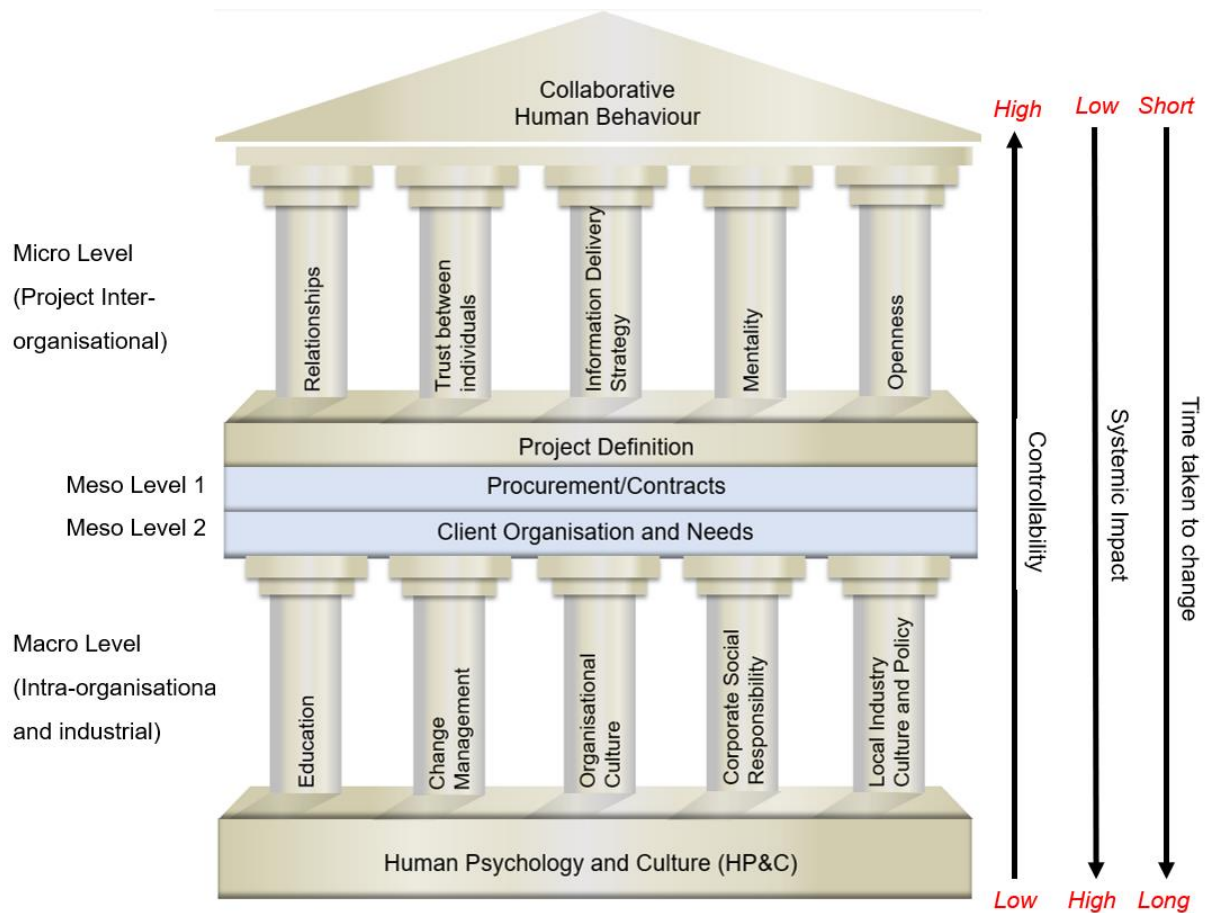 Collaborative
Human Behaviour
High
Low
Short
Micro Level
(Project Inter-
organisational)
Relationships
Trust between
individuals
Information Delivery
Strategy
Mentality
Openness
Project Definition
Meso Level 1
Procurement/Contracts
Meso Level 2
Client Organisation and Needs
Controllability
Systemic Impact
Time taken to change
Macro Level
(Intra-organisationa
and industrial)
Education
Change
Management
Organisational
Culture
Corporate Social
Responsibility
Local Industry
Culture and Policy
Human Psychology and Culture (HP&C)
Low
High
Long